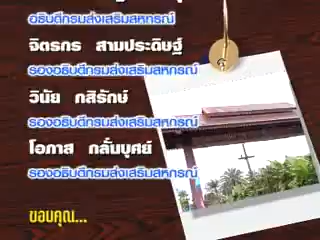 อธิบดีกรมส่งเสริมสหกรณ์
จิตรกร สามประดิษฐ์
รองอธิบดีกรมส่งเสริมสหกรณ์
วินัย กสิรักษ์
รองอธิบดีกรมส่งเสริมสหกรณ์
โอภาส กลั่นบุศย์
รองอธิบดีกรมส่งเสริมสหกรณ์
ขอบคุณ...